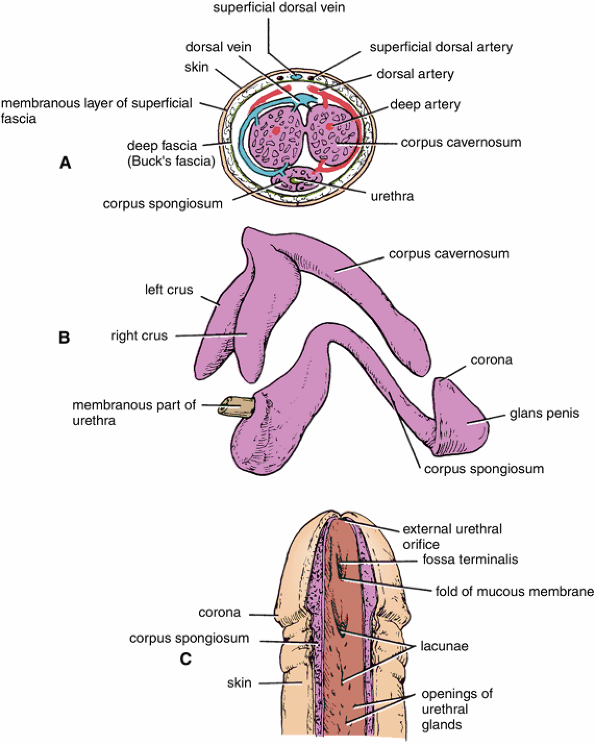 superficial dorsal vein
dorsal vein
superficial dorsal artery
skin
dorsal artery
membranous layer of superficial
fascia
deep artery
deep fascia
(Buck's fascia)
corpus cavernosum
A
corpus spongiosum
urethra
corpus cavernosum
left crus
right crus
B
corona
membranous part of
urethra
glans penis
corpus spongiosum
external urethral
orifice
fossa terminalis
fold of mucous membrane
corona
corpus spongiosum
lacunae
C
skin
openings of
urethral
glands